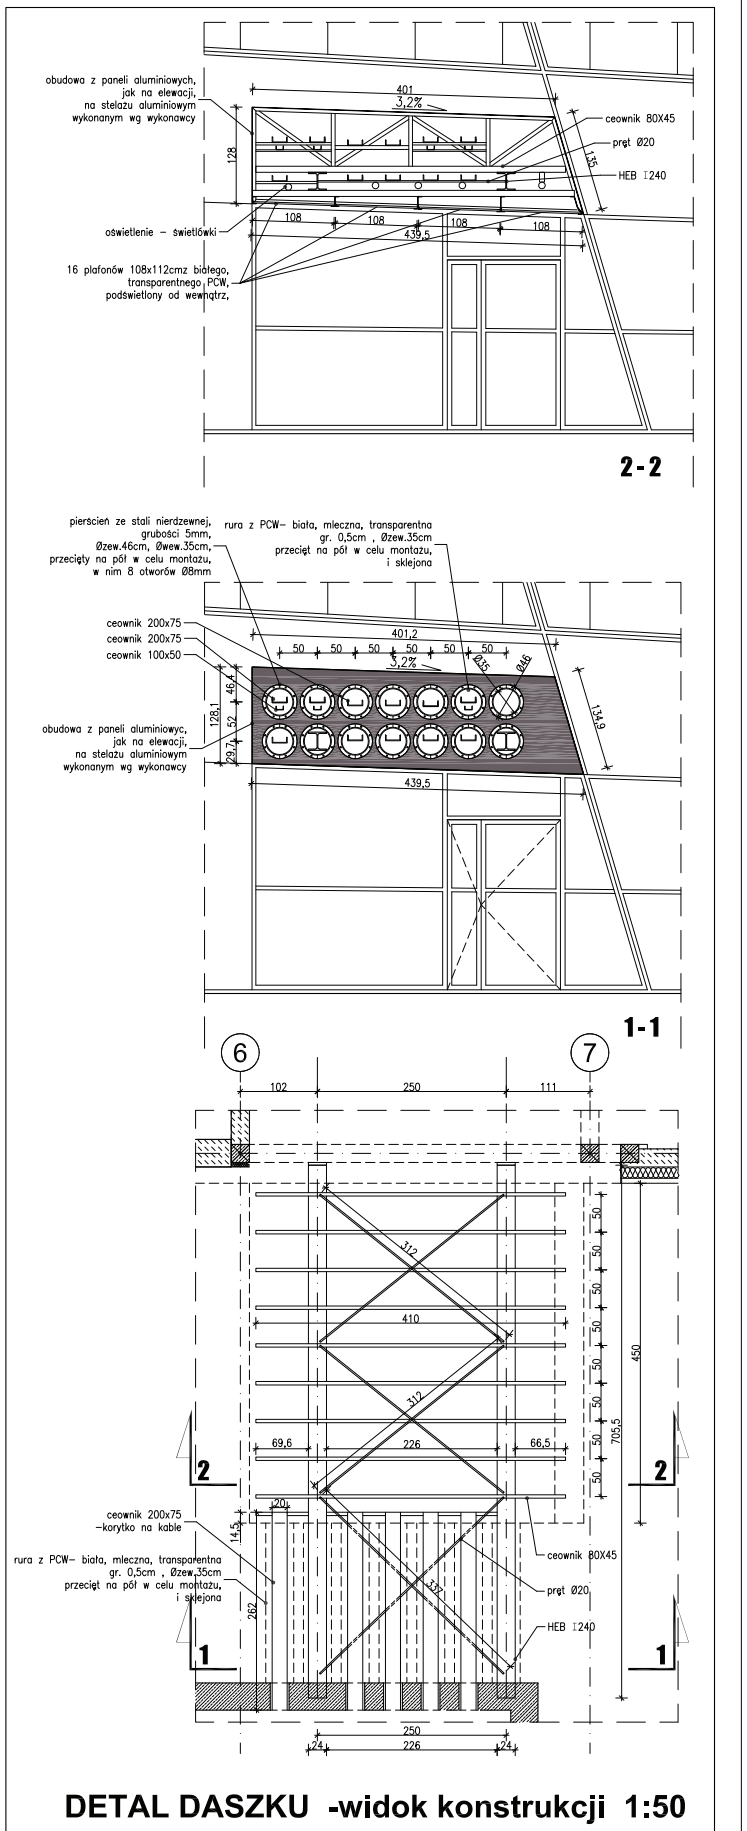 401
3,2%
obudowa z paneli aluminiowych,
jak na elewacji,
na stelażu aluminiowym
wykonanym wg wykonawcy
128
ceownik 80X45
pręt Ø20
135
HEB I240
oświetlenie - świetlówki
108
108
108
108
439,5
16 plafonów 108x112cmz białego,
transparentnego PCW,
podświetlony od wewnątrz,
2-2
pierścień ze stali nierdzewnej,
grubości 5mm,
Øzew.46cm, Øwew.35cm,
przecięty na pół w celu montażu,
w nim 8 otworów Ø8mm
rura z PCW- biała, mleczna, transparentna
gr. 0,5cm , Øzew.35cm
przecięt na pół w celu montażu,
i sklejona
ceownik 200x75
ceownik 200x75
ceownik 100x50
401,2
50 50 50 50 50 50
3,2%
Ø35
Ø46
128,1
46,4
52
29,7
134,9
obudowa z paneli aluminiowyc,
jak na elewacji,
na stelażu aluminiowym
wykonanym wg wykonawcy
439,5
1-1
6
7
102
250
111
312
50
50
50
50
50
50
50
50
410
450
705,5
312
69,6
226
66,5
2
2
ceownik 200x75
-korytko na kable
20
14,5
rura z PCW- biała, mleczna, transparentna
gr. 0,5cm , Øzew.35cm
przecięt na pół w celu montażu,
i sklejona
262
337
ceownik 80X45
pręt Ø20
HEB I240
1
1
250
24
226
24
DETAL DASZKU -widok konstrukcji 1:50